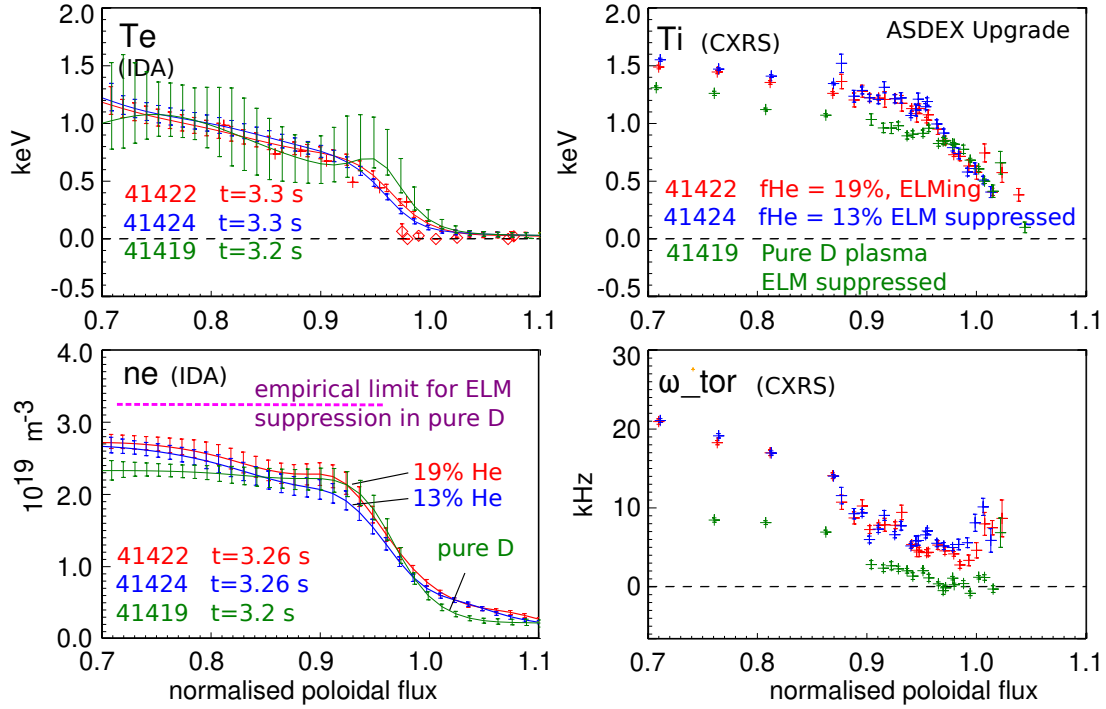 Te
(IDA)
2.0
1.5
1.0
0.5
0.0
-0.5
keV
41422 t=3.3 s
41424 t=3.3 s
41419 t=3.2 s
0.7 0.8 0.9 1.0 1.1
Ti (CXRS)
ASDEX Upgrade
2.0
1.5
1.0
0.5
0.0
-0.5
keV
41422 fHe = 19%, ELMing
41424 fHe = 13% ELM suppressed
41419 Pure D plasma
ELM suppressed
0.7 0.8 0.9 1.0 1.1
ne (IDA)
empirical limit for ELM
suppression in pure D
4.0
3.0
2.0
1.0
0.0
10¹⁹ m⁻³
19% He
13% He
pure D
41422 t=3.26 s
41424 t=3.26 s
41419 t=3.2 s
0.7 0.8 0.9 1.0 1.1
normalised poloidal flux
ω_tor (CXRS)
30
20
10
0
kHz
0.7 0.8 0.9 1.0 1.1
normalised poloidal flux